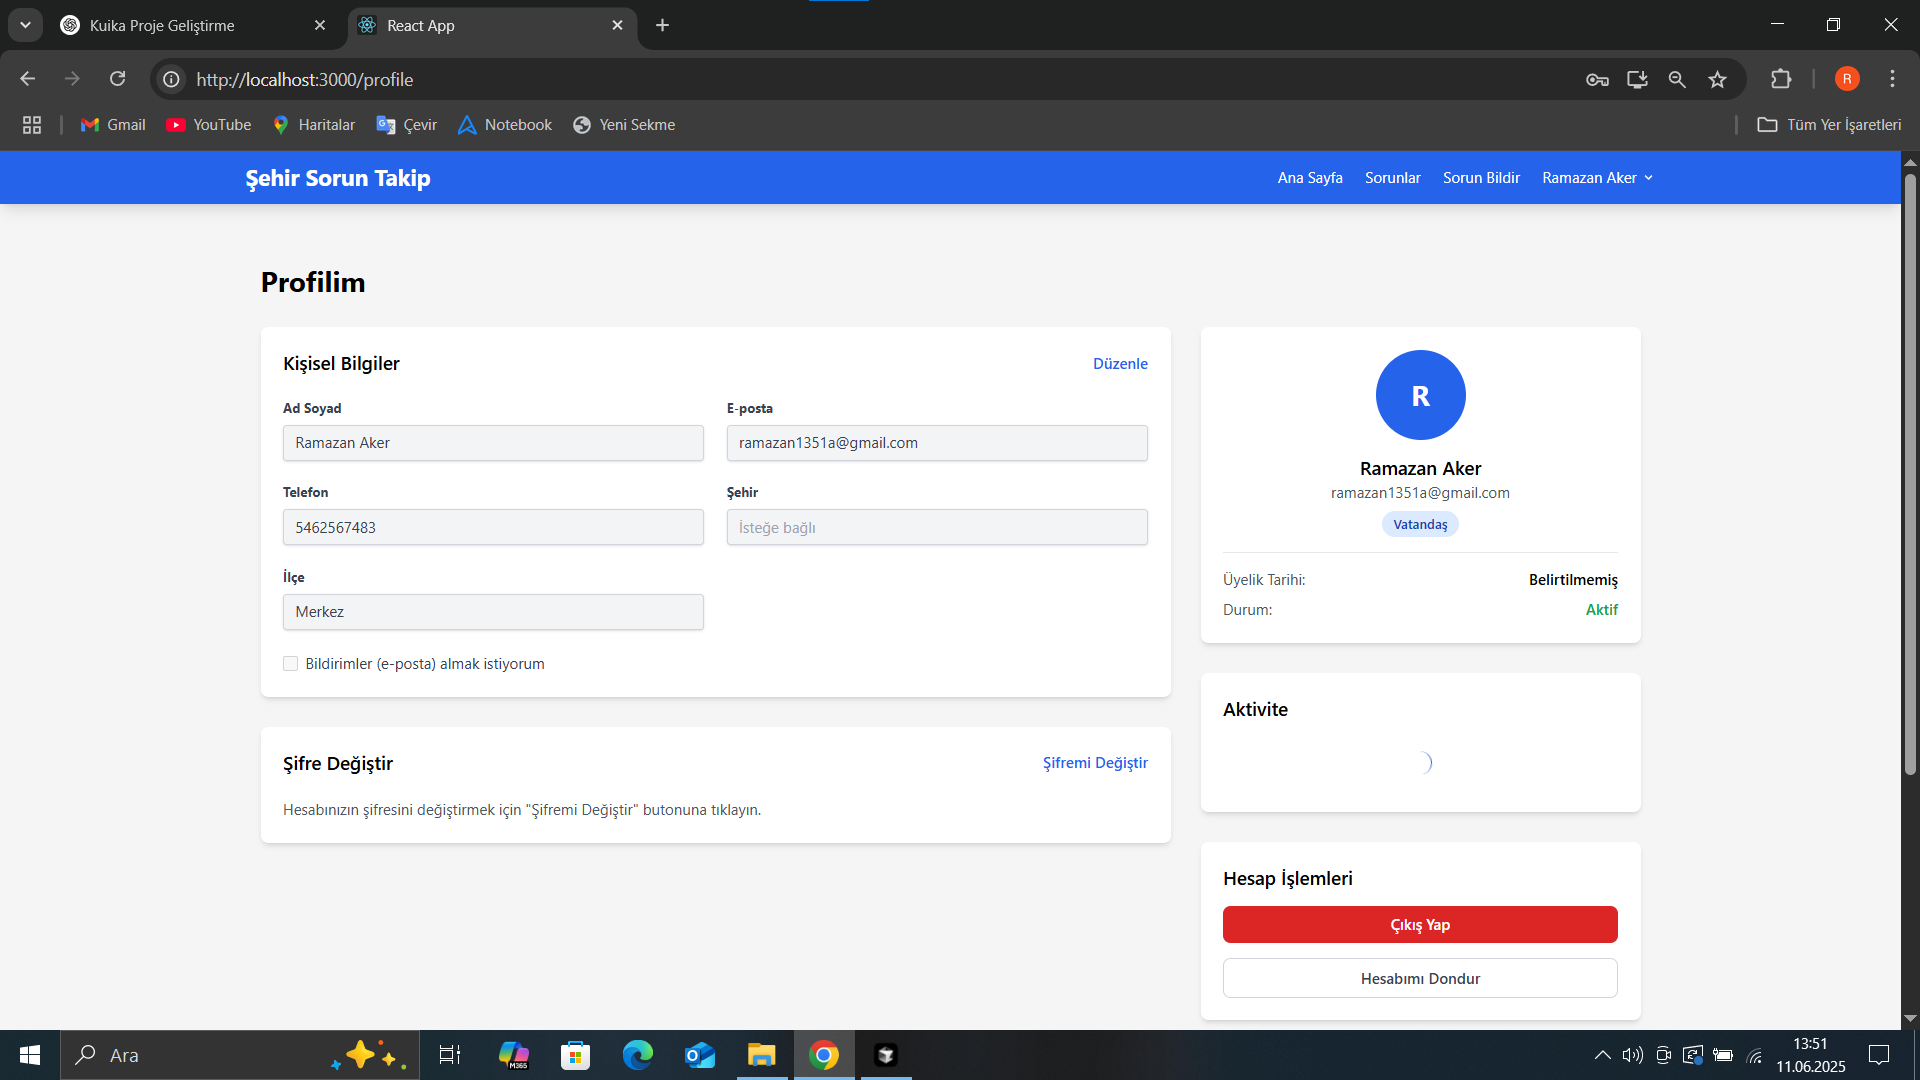 Kuika Proje Geliştirme
React App
http://localhost:3000/profile
R
Gmail
YouTube
Haritalar
Çevir
Notebook
Yeni Sekme
Tüm Yer İşaretleri
Şehir Sorun Takip
Ana Sayfa
Sorunlar
Sorun Bildir
Ramazan Aker
Profilim
Kişisel Bilgiler
Düzenle
Ad Soyad
Ramazan Aker
E-posta
ramazan1351a@gmail.com
Telefon
5462567483
Şehir
İsteğe bağlı
İlçe
Merkez
Bildirimler (e-posta) almak istiyorum
Şifre Değiştir
Şifremi Değiştir
Hesabınızın şifresini değiştirmek için "Şifremi Değiştir" butonuna tıklayın.
R
Ramazan Aker
ramazan1351a@gmail.com
Vatandaş
Üyelik Tarihi:
Belirtilmemiş
Durum:
Aktif
Aktivite
Hesap İşlemleri
Çıkış Yap
Hesabımı Dondur
Ara
M365
13:51
11.06.2025